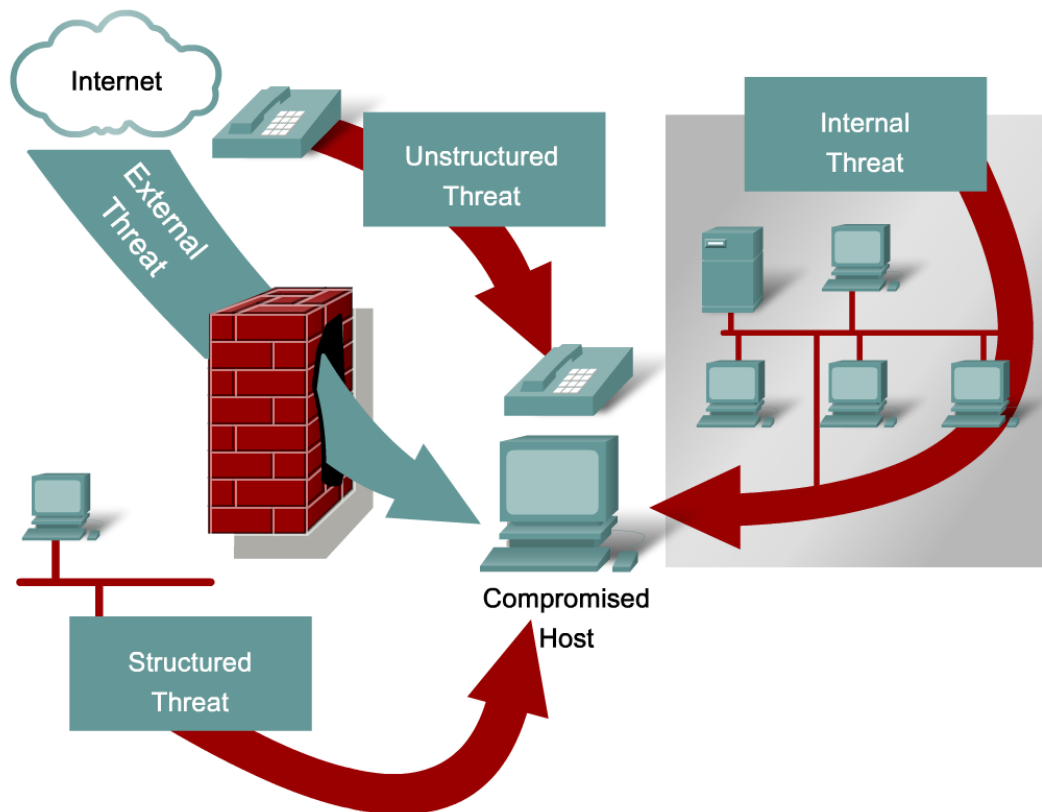 Internet
External
Threat
Unstructured
Threat
Internal
Threat
Compromised
Host
Structured
Threat